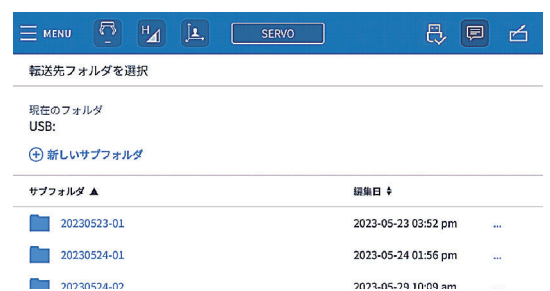 MENU H SERVO
転送先フォルダを選択
現在のフォルダ
USB:
新しいサブフォルダ
サブフォルダ ▲ 編集日
20230523-01 2023-05-23 03:52 pm ...
20230524-01 2023-05-24 01:56 pm ...
20230524-02 2023-05-29 10:09 am